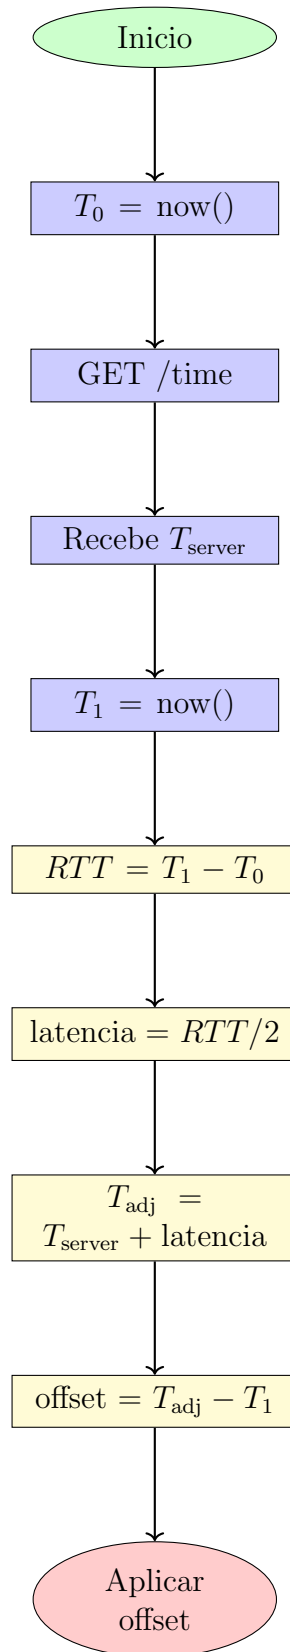 Inicio
T₀ = now()
GET /time
Recebe T_server
T₁ = now()
RTT = T₁ − T₀
latencia = RTT/2
T_adj =
T_server + latencia
offset = T_adj − T₁
Aplicar
offset